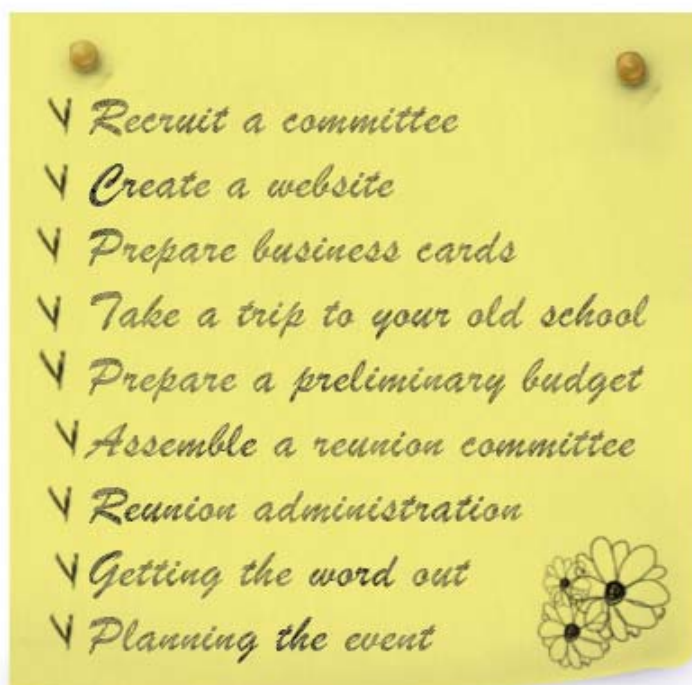 Recruit a committee
Create a website
Prepare business cards
Take a trip to your old school
Prepare a preliminary budget
Assemble a reunion committee
Reunion administration
Getting the word out
Planning the event